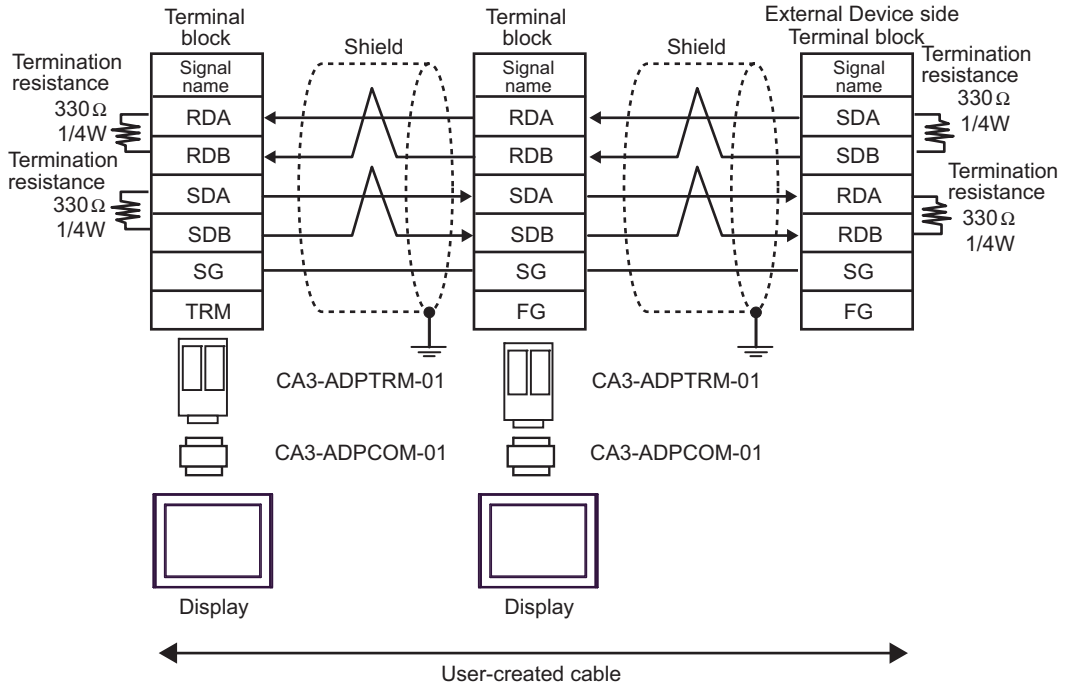 Terminal
block
Shield
Terminal
block
Shield
External Device side
Terminal block
Termination
resistance
330Ω
1/4W
Termination
resistance
330Ω
1/4W
Signal
name
RDA
RDB
SDA
SDB
SG
TRM
Signal
name
RDA
RDB
SDA
SDB
SG
FG
Signal
name
SDA
SDB
RDA
RDB
SG
FG
Termination
resistance
330Ω
1/4W
Termination
resistance
330Ω
1/4W
CA3-ADPTRM-01
CA3-ADPTRM-01
CA3-ADPCOM-01
CA3-ADPCOM-01
Display
Display
User-created cable